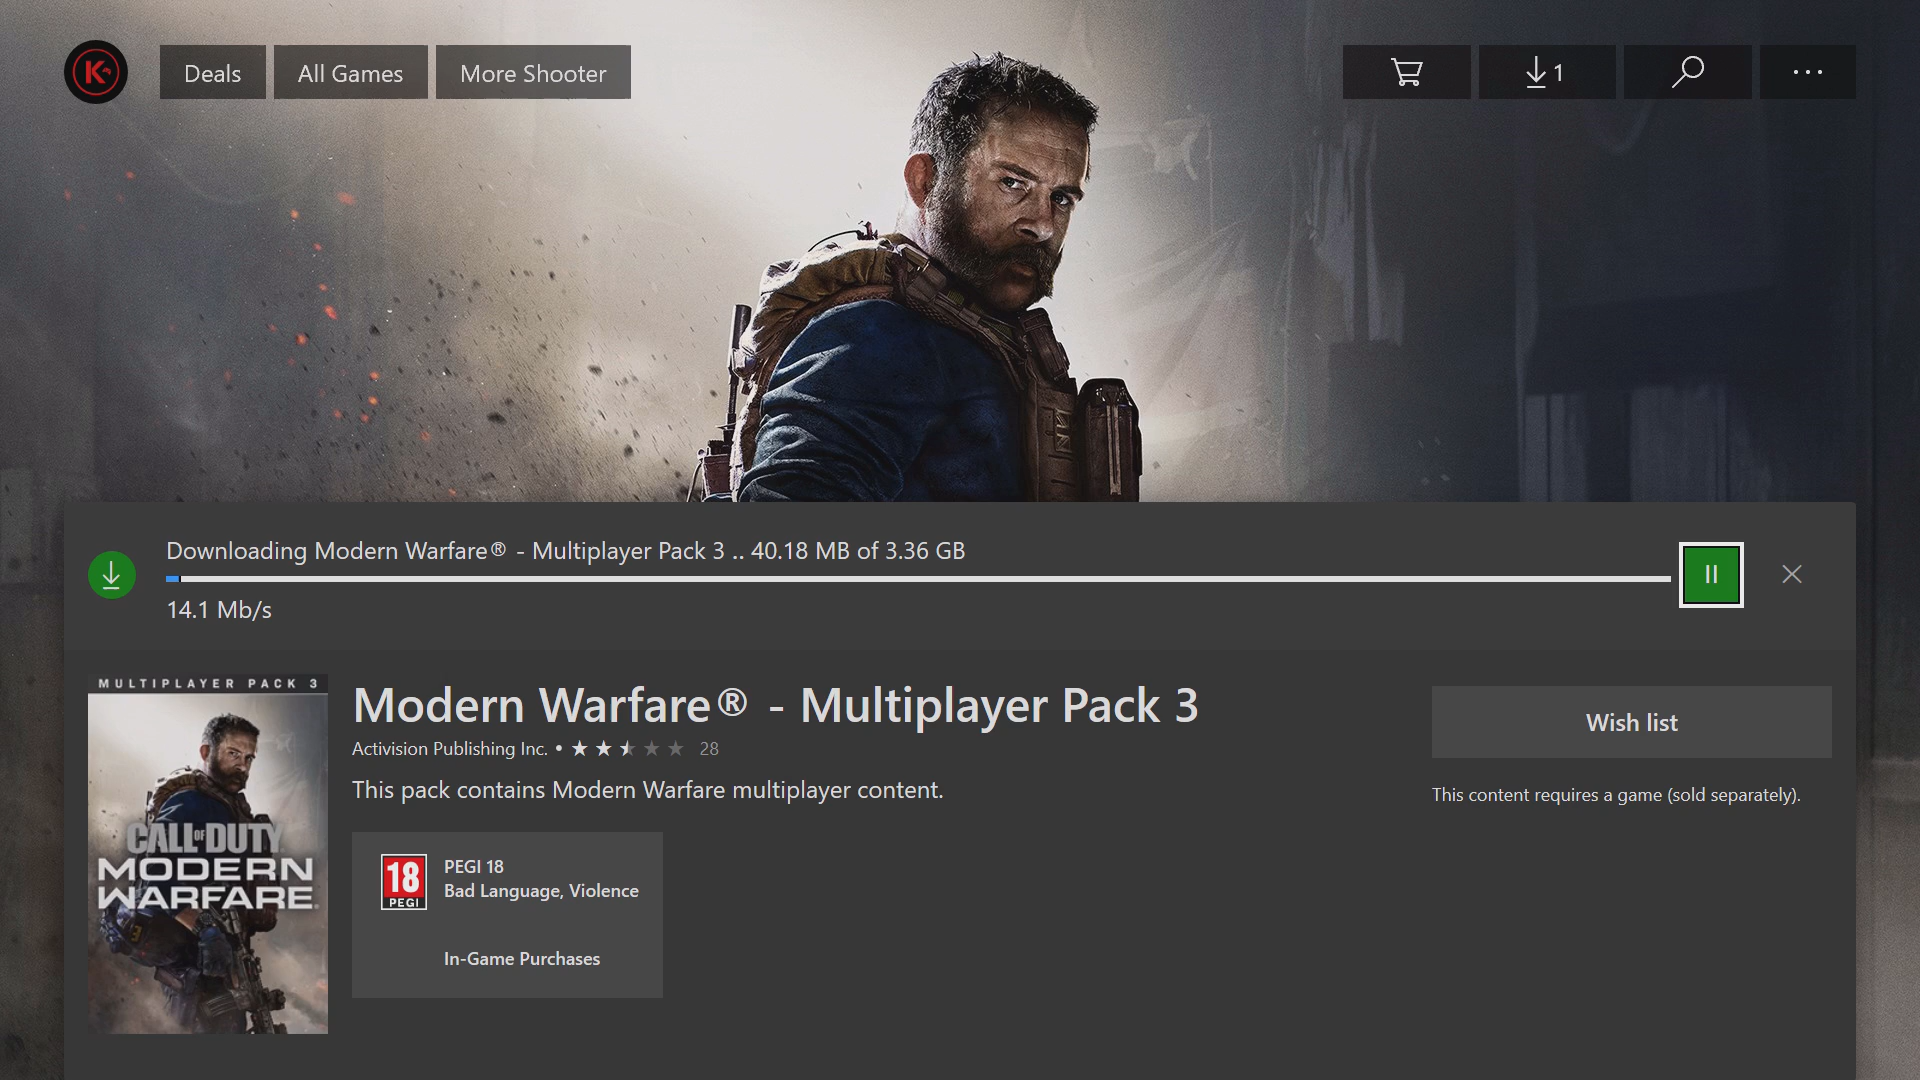 K
Deals
All Games
More Shooter
1
Downloading Modern Warfare® - Multiplayer Pack 3 .. 40.18 MB of 3.36 GB
14.1 Mb/s
MULTIPLAYER PACK 3
CALL OF DUTY
MODERN
WARFARE
Modern Warfare® - Multiplayer Pack 3
Activision Publishing Inc. • 28
This pack contains Modern Warfare multiplayer content.
18
PEGI
PEGI 18
Bad Language, Violence
In-Game Purchases
Wish list
This content requires a game (sold separately).